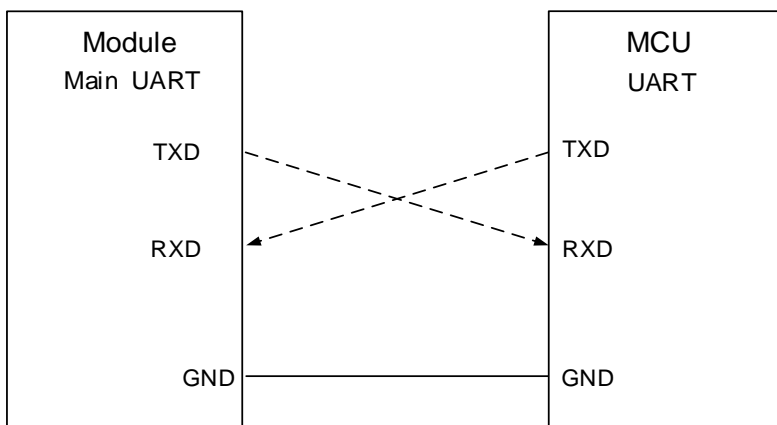 Module
Main UART
TXD
RXD
GND
MCU
UART
TXD
RXD
GND